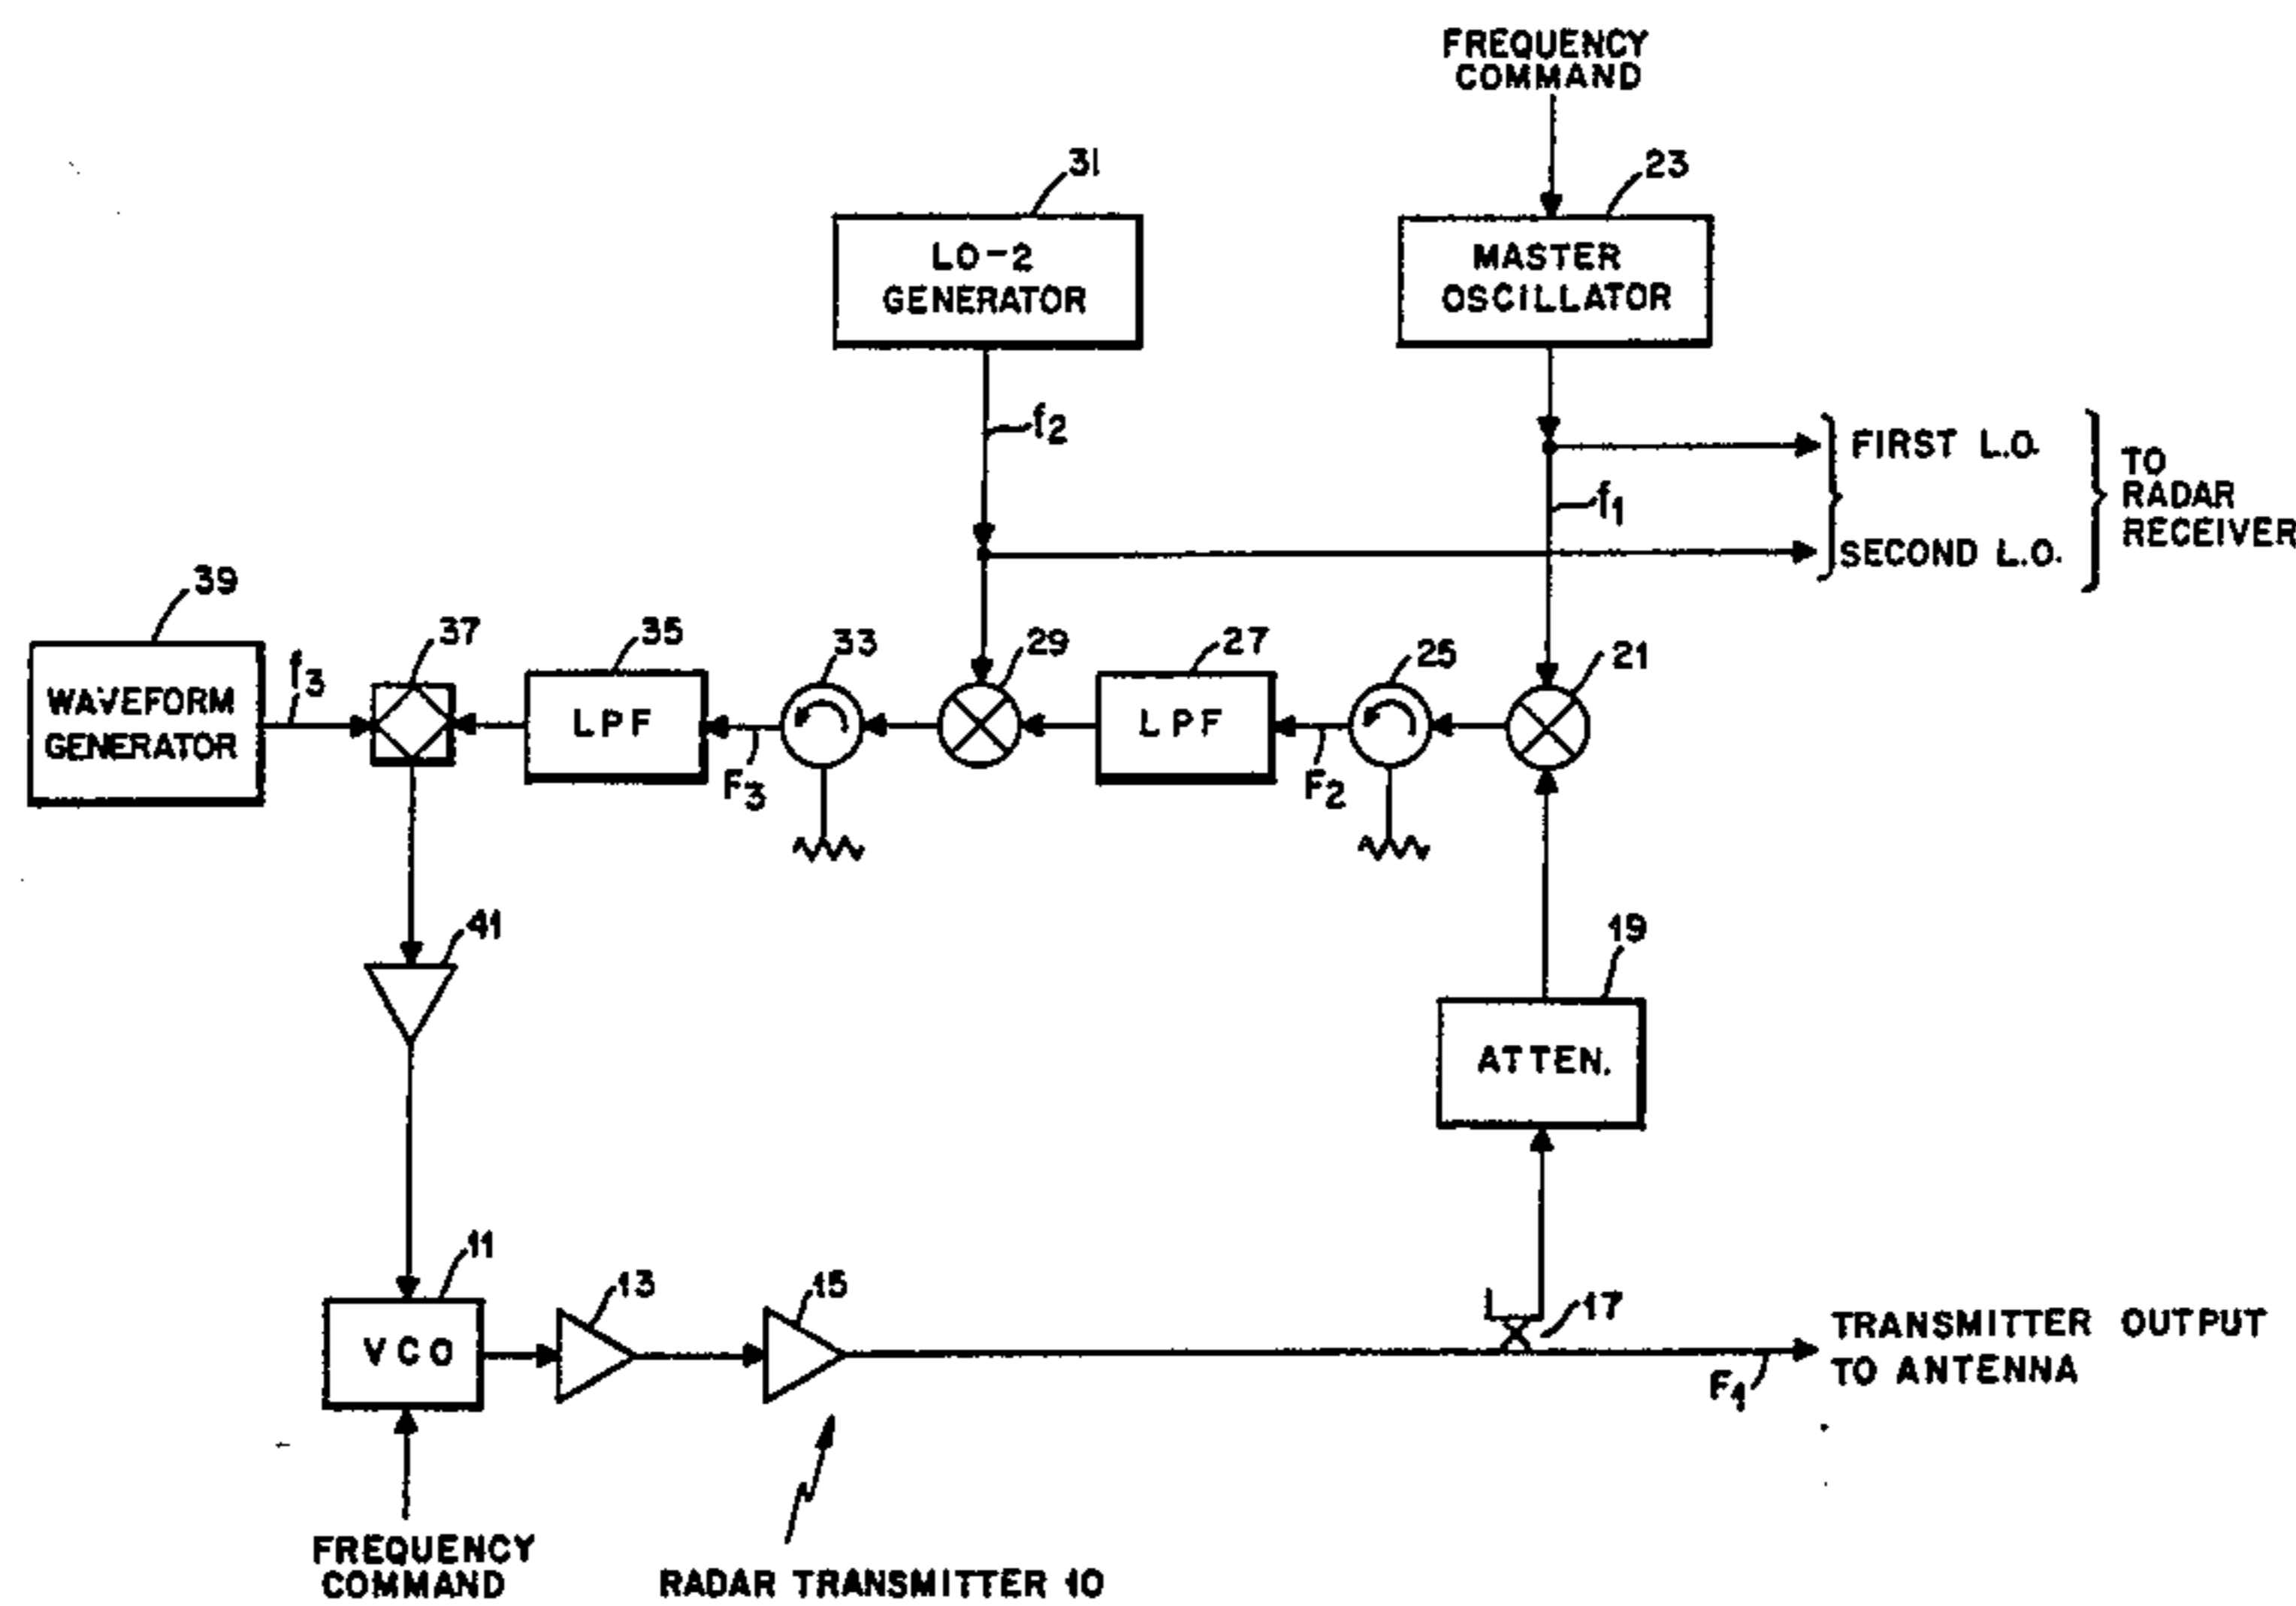 FREQUENCY
COMMAND
31
23
LO-2
GENERATOR
MASTER
OSCILLATOR
f2
FIRST L.O.
f1
TO
RADAR
RECEIVER
SECOND L.O.
39
37
35
33
29
27
25
21
WAVEFORM
GENERATOR
f3
LPF
F3
LPF
F2
41
19
ATTEN.
11
13
15
17
VCO
TRANSMITTER OUTPUT
TO ANTENNA
F1
FREQUENCY
COMMAND
RADAR TRANSMITTER 10